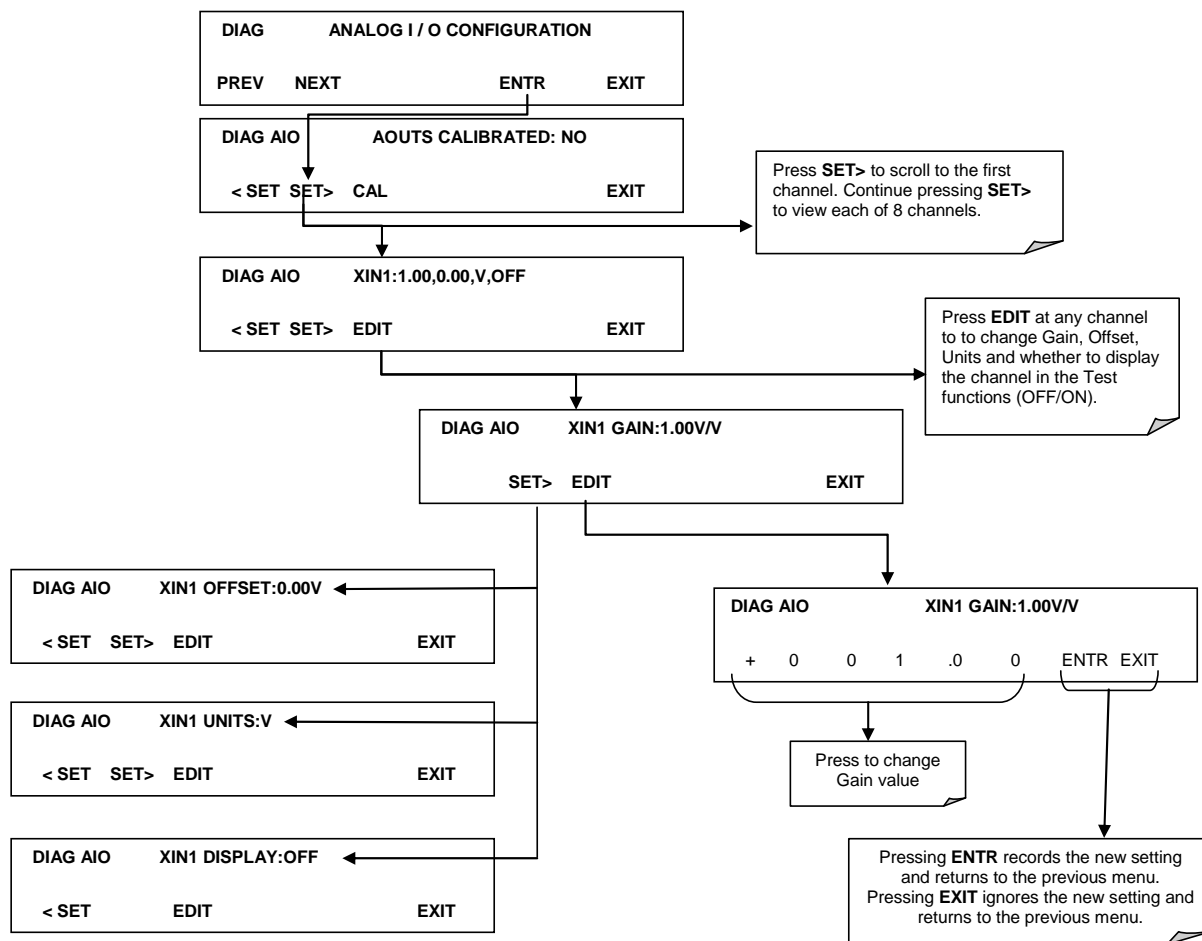 DIAG ANALOG I / O CONFIGURATION
PREV NEXT ENTR EXIT
DIAG AIO AOUTS CALIBRATED: NO
< SET SET> CAL EXIT
Press SET> to scroll to the first
channel. Continue pressing SET>
to view each of 8 channels.
DIAG AIO XIN1:1.00,0.00,V,OFF
< SET SET> EDIT EXIT
Press EDIT at any channel
to to change Gain, Offset,
Units and whether to display
the channel in the Test
functions (OFF/ON).
DIAG AIO XIN1 GAIN:1.00V/V
SET> EDIT EXIT
DIAG AIO XIN1 OFFSET:0.00V
< SET SET> EDIT EXIT
DIAG AIO XIN1 GAIN:1.00V/V
+ 0 0 1 .0 0 ENTR EXIT
DIAG AIO XIN1 UNITS:V
< SET SET> EDIT EXIT
Press to change
Gain value
DIAG AIO XIN1 DISPLAY:OFF
< SET EDIT EXIT
Pressing ENTR records the new setting
and returns to the previous menu.
Pressing EXIT ignores the new setting and
returns to the previous menu.